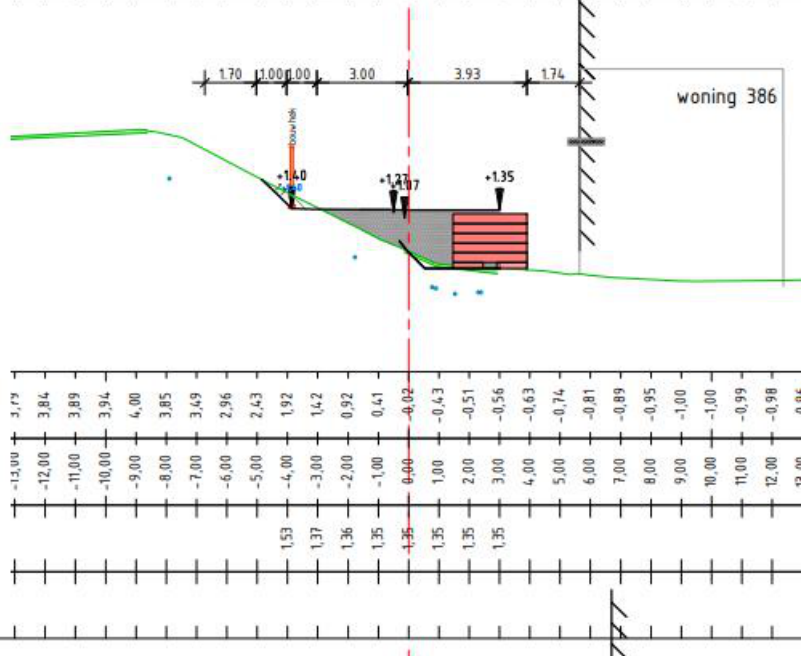 1.70 1.00 1.00 3.00 3.93 1.74
woning 386
bouwhek
+1.40 +1.27 +1.35
3,84 3,89 3,94 4,00 3,85 3,49 2,96 2,43 1,92 1,42 0,92 0,41 -0,02 -0,43 -0,51 -0,56 -0,63 -0,74 -0,81 -0,89 -0,95 -1,00 -1,00 -0,99 -0,98
-13,00 -12,00 -11,00 -10,00 -9,00 -8,00 -7,00 -6,00 -5,00 -4,00 -3,00 -2,00 -1,00 0,00 1,00 2,00 3,00 4,00 5,00 6,00 7,00 8,00 9,00 10,00 11,00 12,00
1,53 1,37 1,36 1,35 1,35 1,35 1,35 1,35